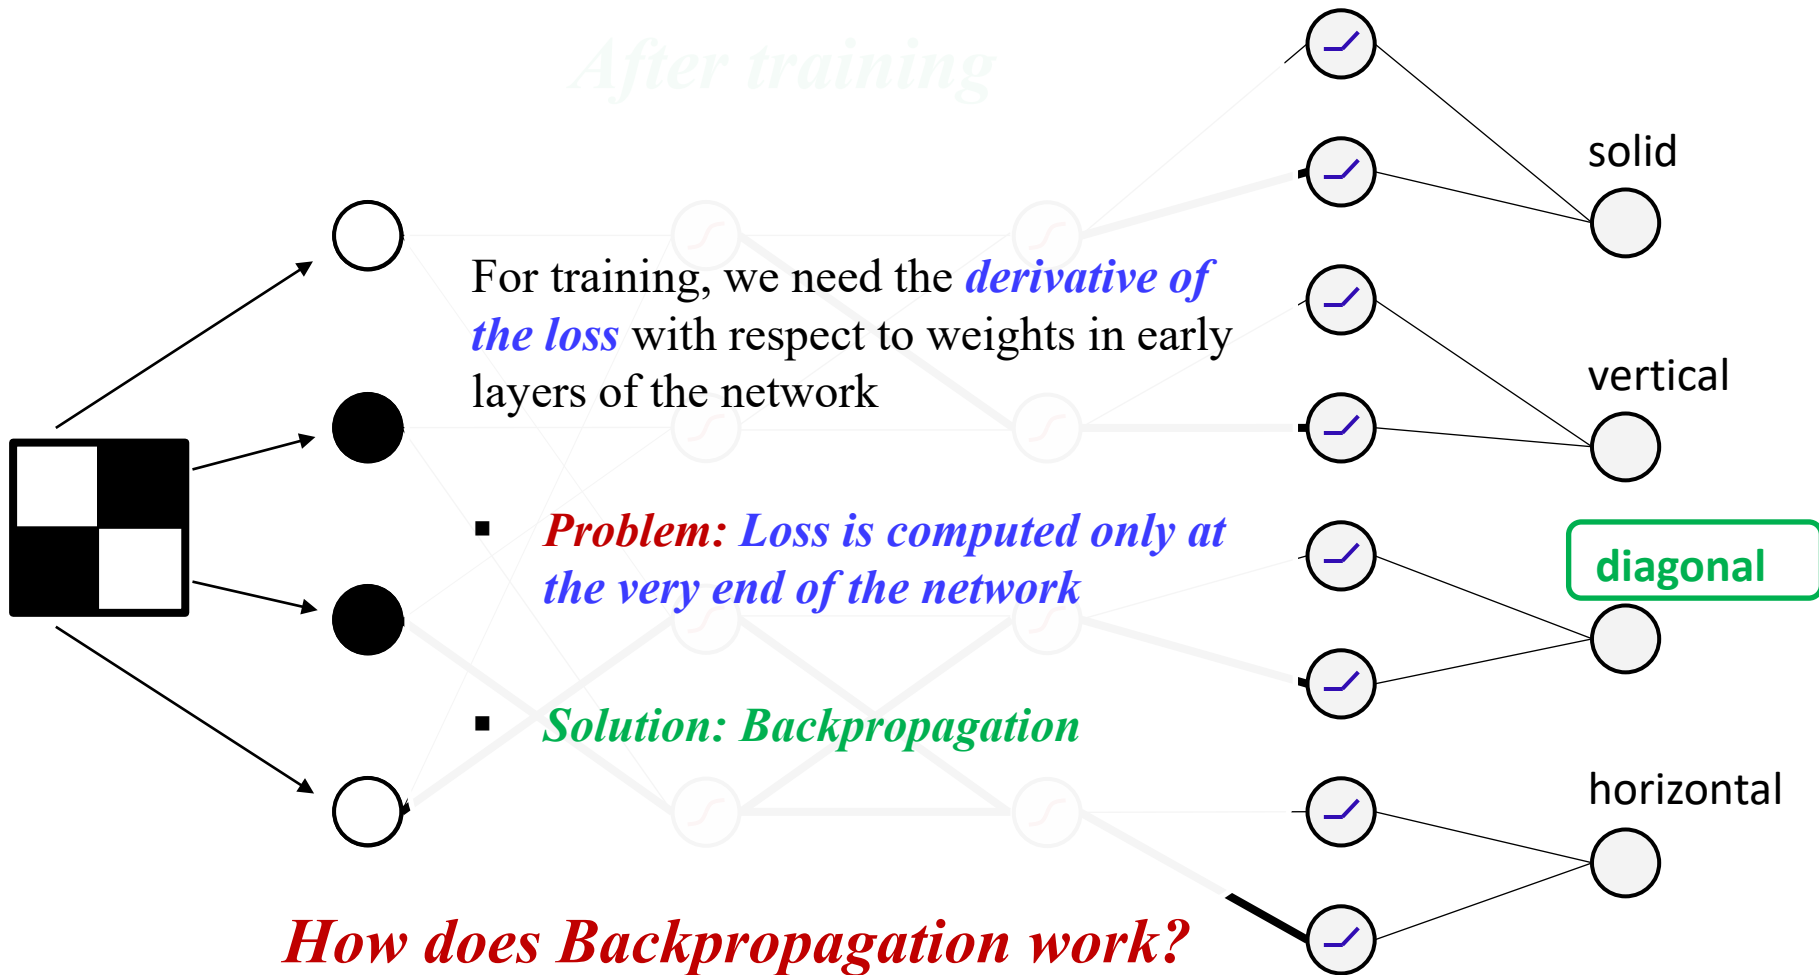 After training
For training, we need the derivative of
the loss with respect to weights in early
layers of the network
▪ Problem: Loss is computed only at
the very end of the network
▪ Solution: Backpropagation
How does Backpropagation work?
solid
vertical
diagonal
horizontal